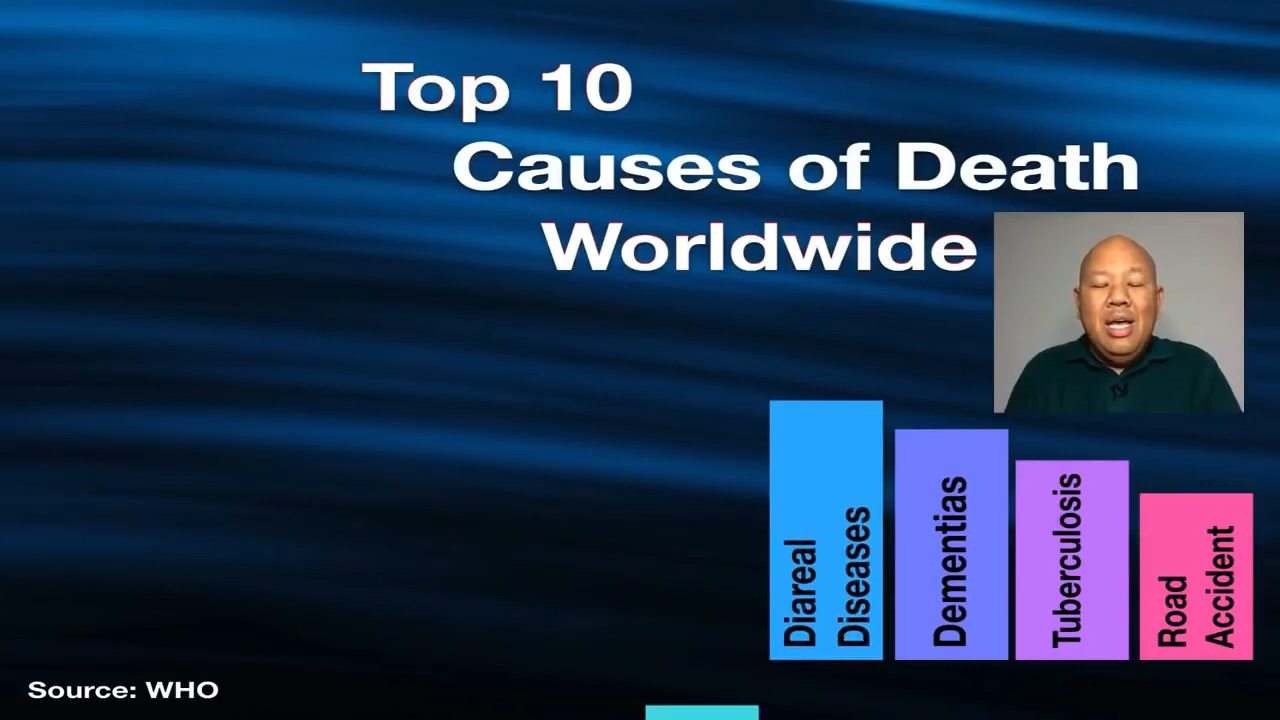 Top 10
Causes of Death
Worldwide
Diareal
Diseases
Dementias
Tuberculosis
Road
Accident
Source: WHO